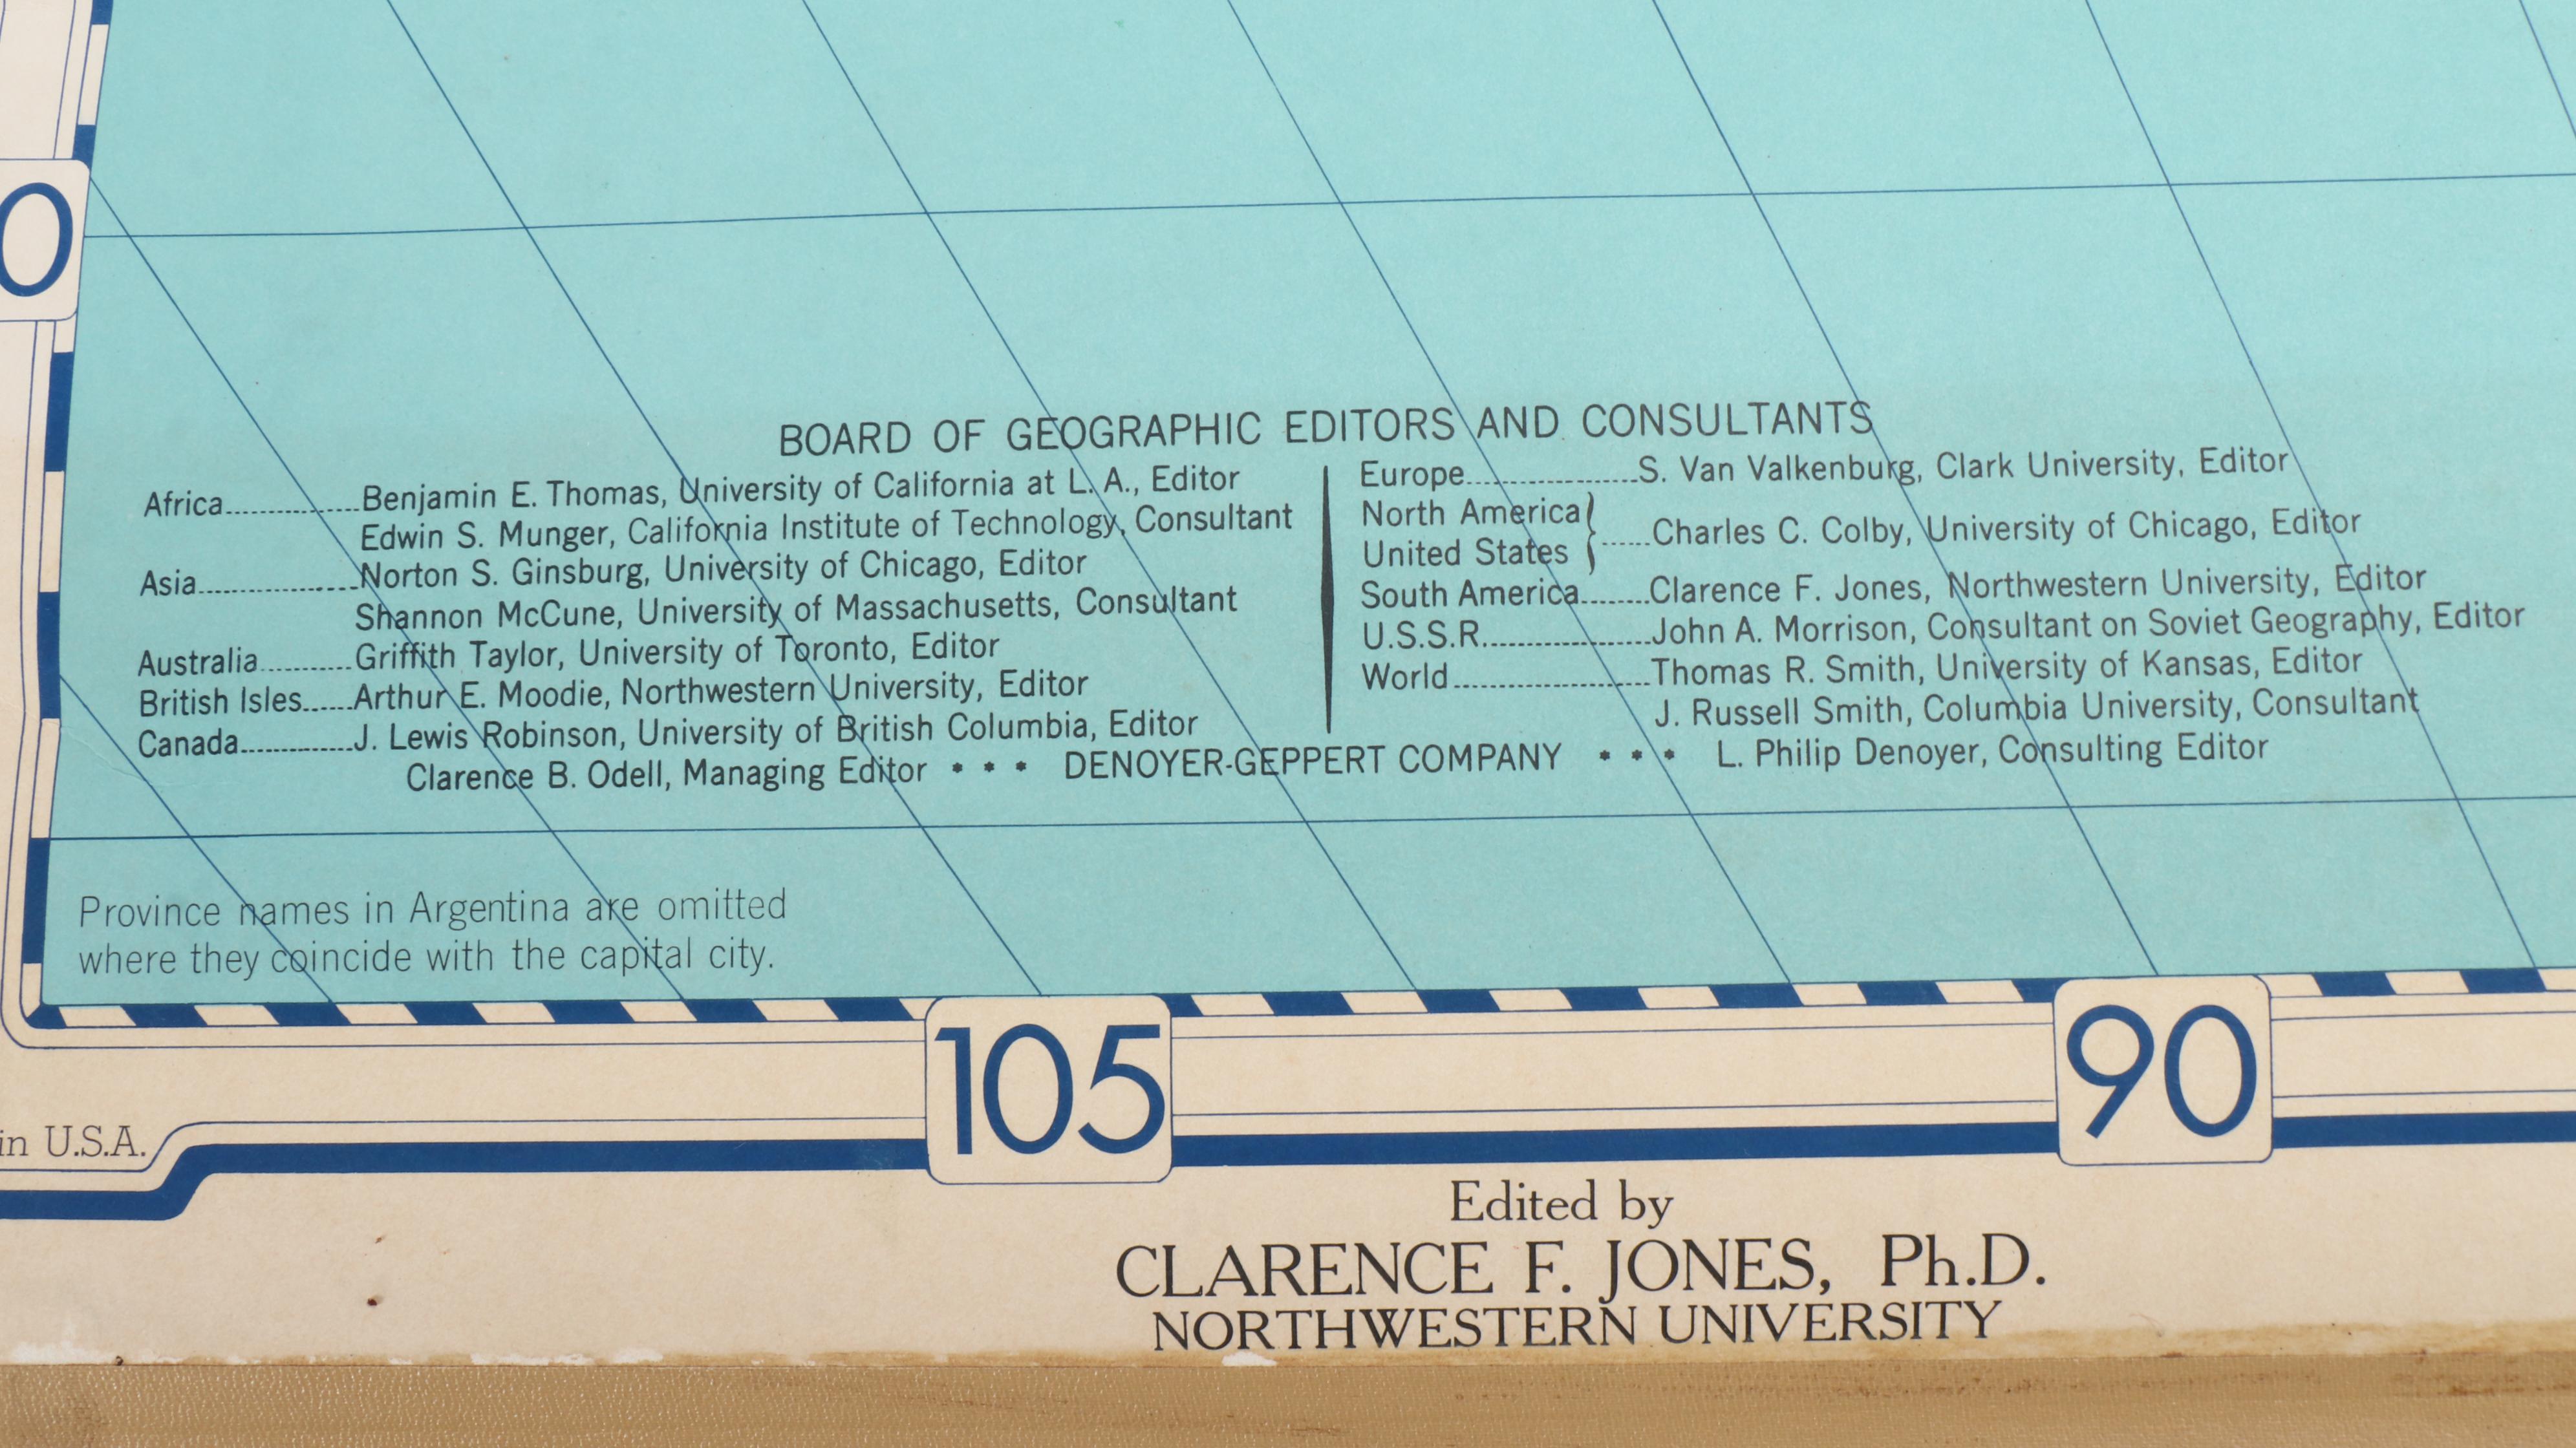 0
BOARD OF GEOGRAPHIC EDITORS AND CONSULTANTS
Africa..............Benjamin E. Thomas, University of California at L. A., Editor
Edwin S. Munger, California Institute of Technology, Consultant
Asia................Norton S. Ginsburg, University of Chicago, Editor
Shannon McCune, University of Massachusetts, Consultant
Australia..........Griffith Taylor, University of Toronto, Editor
British Isles......Arthur E. Moodie, Northwestern University, Editor
Canada.............J. Lewis Robinson, University of British Columbia, Editor
Europe...................S. Van Valkenburg, Clark University, Editor
North America
United States } ......Charles C. Colby, University of Chicago, Editor
South America........Clarence F. Jones, Northwestern University, Editor
U.S.S.R...................John A. Morrison, Consultant on Soviet Geography, Editor
World.....................Thomas R. Smith, University of Kansas, Editor
J. Russell Smith, Columbia University, Consultant
Clarence B. Odell, Managing Editor * * * DENOYER-GEPPERT COMPANY * * * L. Philip Denoyer, Consulting Editor
Province names in Argentina are omitted
where they coincide with the capital city.
105
90
in U.S.A.
Edited by
CLARENCE F. JONES, Ph.D.
NORTHWESTERN UNIVERSITY